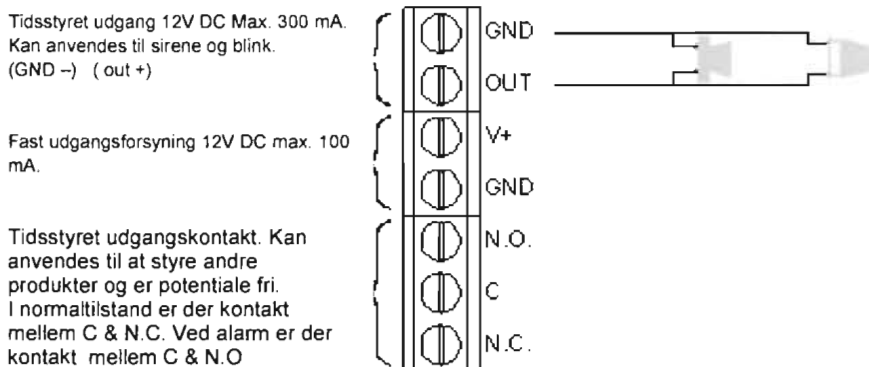 Tidsstyret udgang 12V DC Max. 300 mA.
Kan anvendes til sirene og blink.
(GND –) ( out +)
GND
OUT
Fast udgangsforsyning 12V DC max. 100
mA.
V+
GND
Tidsstyret udgangskontakt. Kan
anvendes til at styre andre
produkter og er potentiale fri.
I normaltilstand er der kontakt
mellem C & N.C. Ved alarm er der
kontakt mellem C & N.O
N.O.
C
N.C.